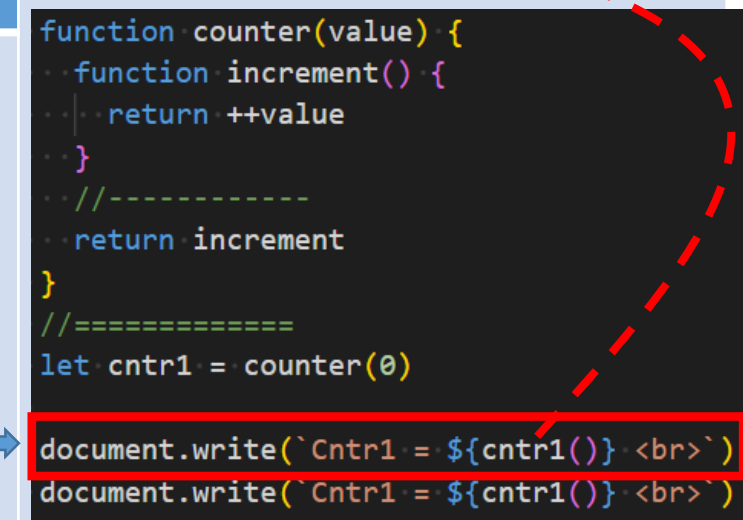 function counter(value) {
  function increment() {
    return ++value
  }
  //------------
  return increment
}
//=============
let cntr1 = counter(0)
document.write(`Cntr1 = ${cntr1()} <br>`)
document.write(`Cntr1 = ${cntr1()} <br>`)